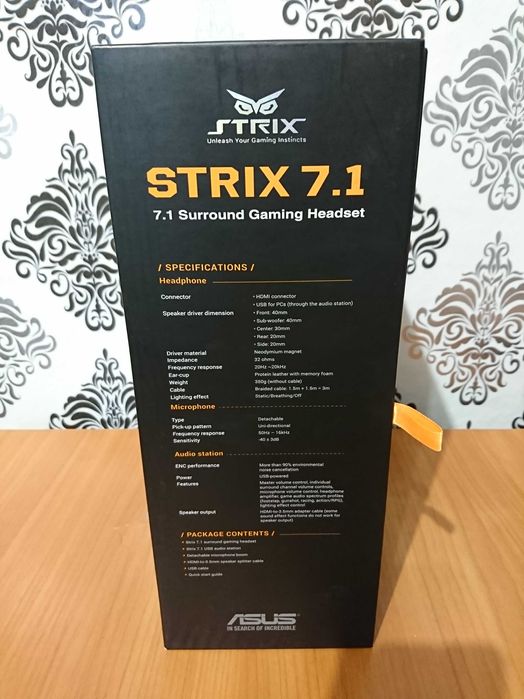 STRIX
Unleash Your Gaming Instincts
STRIX 7.1
7.1 Surround Gaming Headset
/ SPECIFICATIONS /
Headphone
Connector
• HDMI connector
• USB for PCs (through the audio station)
Speaker driver dimension
• Front: 40mm
• Sub-woofer: 40mm
• Center: 30mm
• Rear: 20mm
• Side: 20mm
Driver material Neodymium magnet
Impedance 32 ohms
Frequency response 20Hz ~20kHz
Ear-cup Protein leather with memory foam
Weight 350g (without cable)
Cable Braided cable: 1.5m + 1.5m = 3m
Lighting effect Static/Breathing/Off
Microphone
Type Detachable
Pick-up pattern Uni-directional
Frequency response 50Hz ~ 16kHz
Sensitivity -40 ± 3dB
Audio station
ENC performance More than 90% environmental
noise cancellation
Power USB-powered
Features Master volume control, individual
surround channel volume controls,
microphone volume control, headphone
amplifier, game audio spectrum profiles
(footstep, gunshot, racing, action/RPG),
lighting effect control
Speaker output HDMI-to-3.5mm adapter cable (some
sound effect functions do not work for
speaker output)
/ PACKAGE CONTENTS /
• Strix 7.1 surround gaming headset
• Strix 7.1 USB audio station
• Detachable microphone boom
• HDMI-to-3.5mm speaker splitter cable
• USB cable
• Quick start guide
ASUS
IN SEARCH OF INCREDIBLE